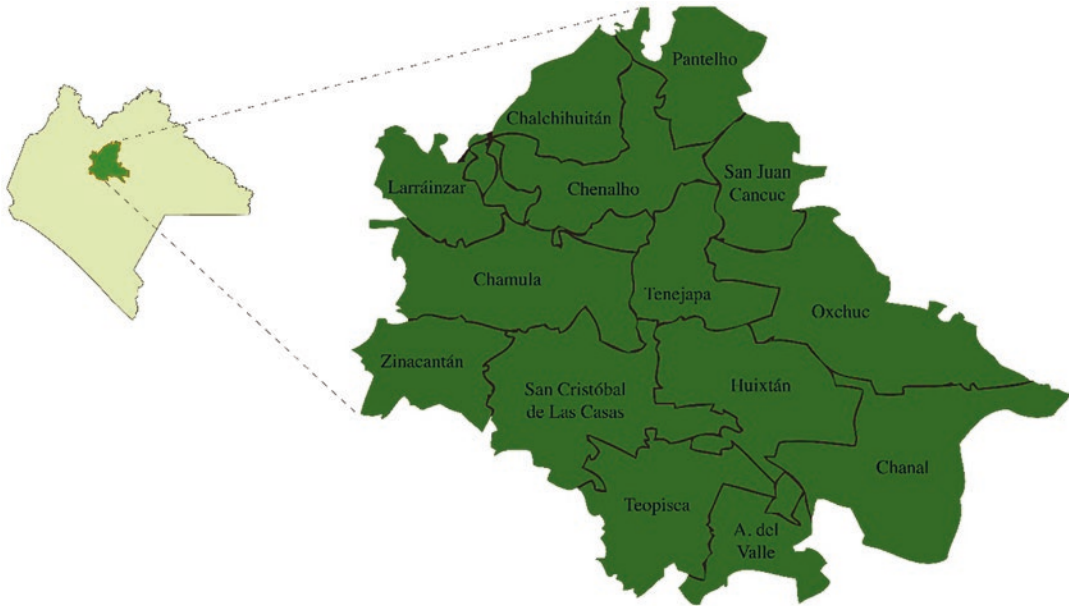 Pantelho
Chalchihuitán
San Juan
Cancuc
Larráinzar
Chenalho
Chamula
Tenejapa
Oxchuc
Zinacantán
San Cristóbal
de Las Casas
Huixtán
Chanal
Teopisca
A. del
Valle